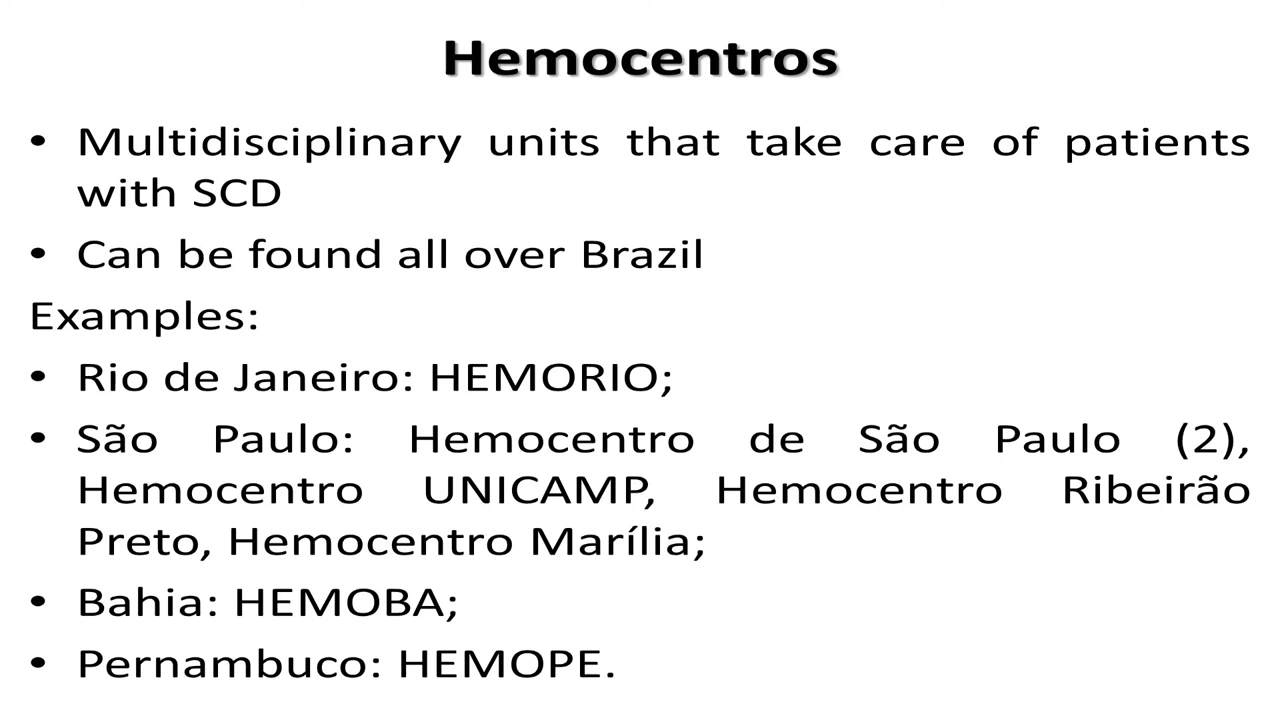 Hemocentros
• Multidisciplinary units that take care of patients
with SCD
• Can be found all over Brazil
Examples:
• Rio de Janeiro: HEMORIO;
• São Paulo: Hemocentro de São Paulo (2),
Hemocentro UNICAMP, Hemocentro Ribeirão
Preto, Hemocentro Marília;
• Bahia: HEMOBA;
• Pernambuco: HEMOPE.